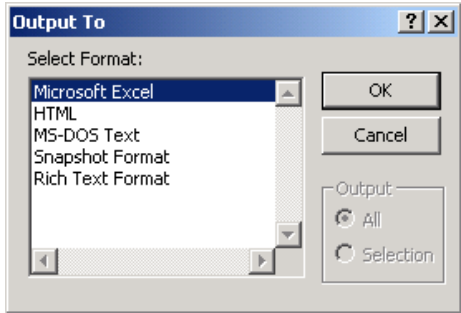 Output To
Select Format:
Microsoft Excel
HTML
MS-DOS Text
Snapshot Format
Rich Text Format
OK
Cancel
Output
All
Selection